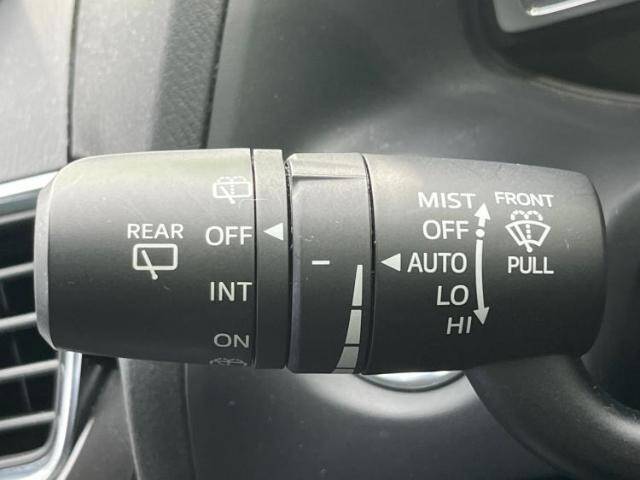 REAR
OFF
INT
ON
–
MIST
OFF
AUTO
LO
HI
FRONT
PULL